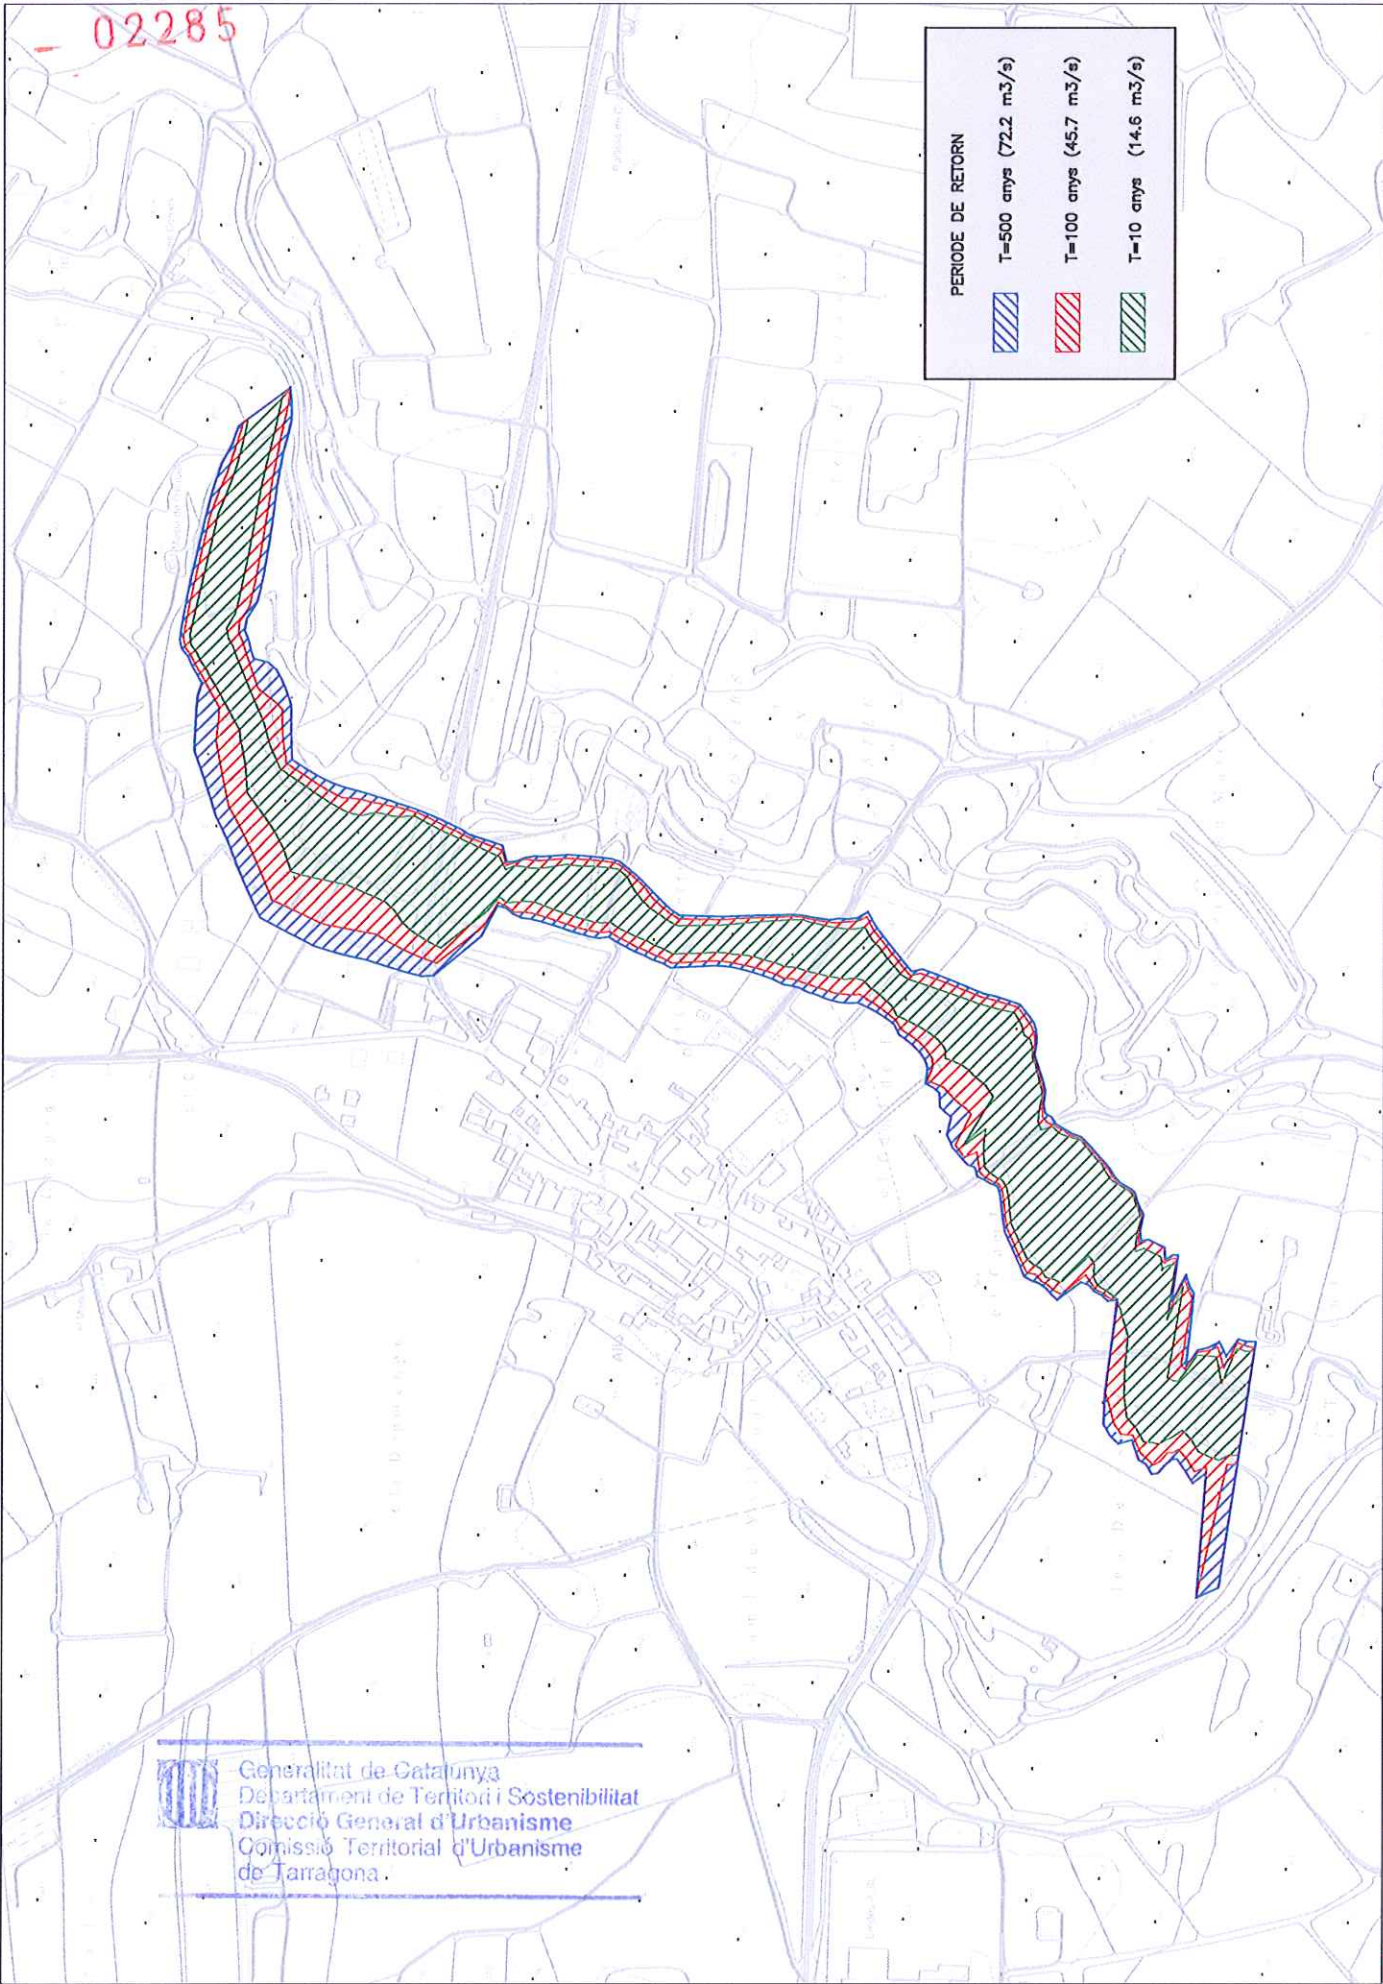 - 02285
PERIODE DE RETORN
T=500 anys (72.2 m3/s)
T=100 anys (45.7 m3/s)
T=10 anys (14.6 m3/s)
Generalitat de Catalunya
Departament de Territori i Sostenibilitat
Direcció General d'Urbanisme
Comissió Territorial d'Urbanisme
de Tarragona